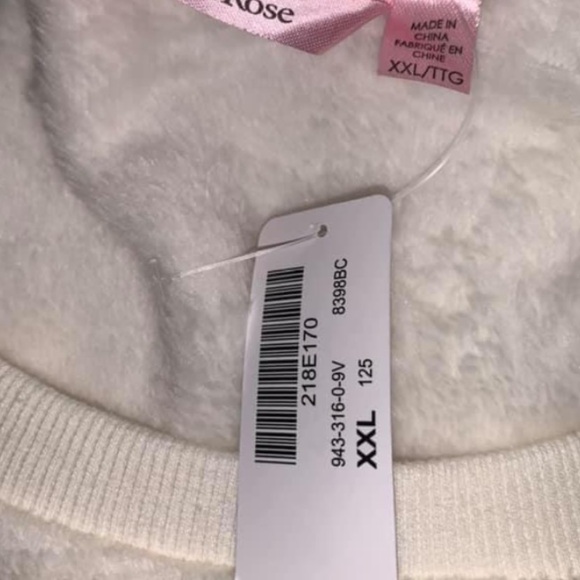 Rose
MADE IN
CHINA
FABRIQUÉ EN
CHINE
XXL/TTG
218E170
943-316-0-9V 8398BC
XXL 125